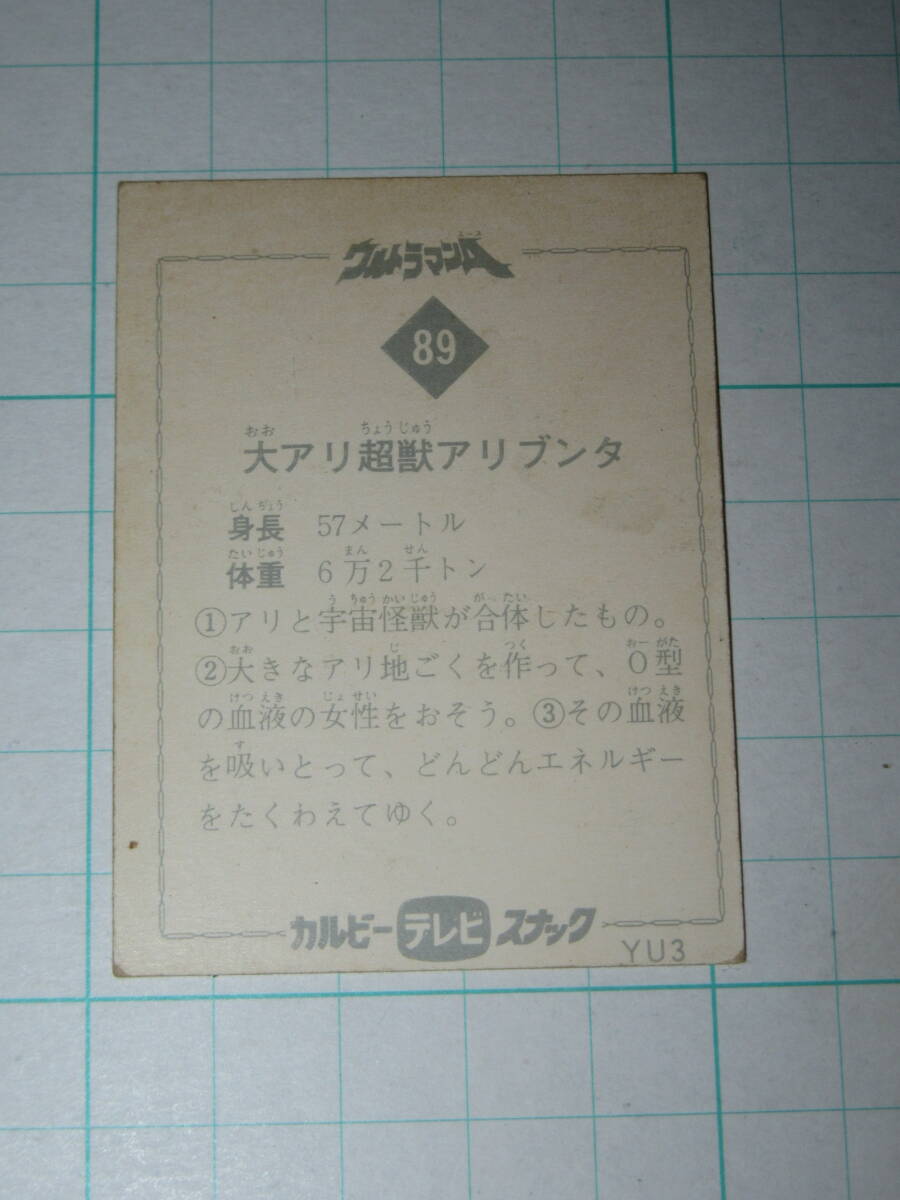 ウルトラマンA
89
大アリ超獣アリブンタ
身長 57メートル
体重 6万2千トン
①アリと宇宙怪獣が合体したもの。
②大きなアリ地ごくを作って、O型
の血液の女性をおそう。③その血液
を吸いとって、どんどんエネルギー
をたくわえてゆく。
カルビーテレビスナック
YU3